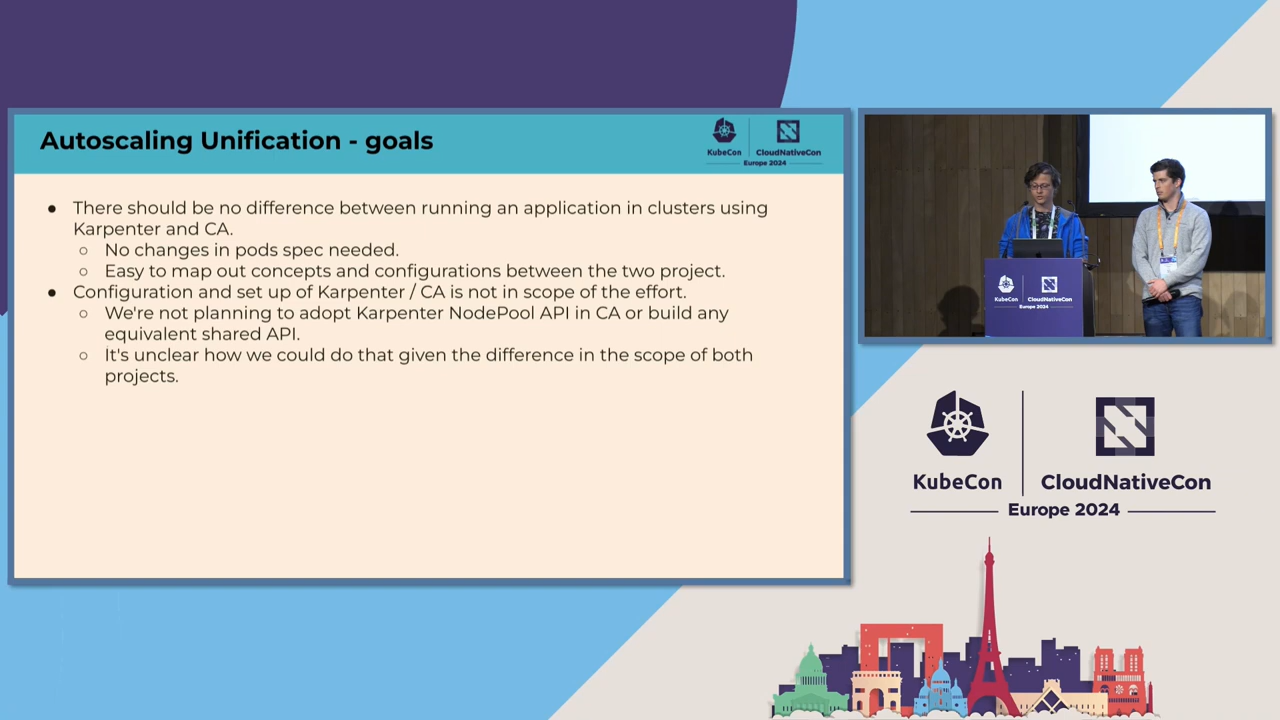 Autoscaling Unification - goals
KubeCon
CloudNativeCon
Europe 2024
● There should be no difference between running an application in clusters using
Karpenter and CA.
○ No changes in pods spec needed.
○ Easy to map out concepts and configurations between the two project.
● Configuration and set up of Karpenter / CA is not in scope of the effort.
○ We're not planning to adopt Karpenter NodePool API in CA or build any
equivalent shared API.
○ It's unclear how we could do that given the difference in the scope of both
projects.
KubeCon
CloudNativeCon
Europe 2024
KubeCon
CloudNativeCon
Europe 2024